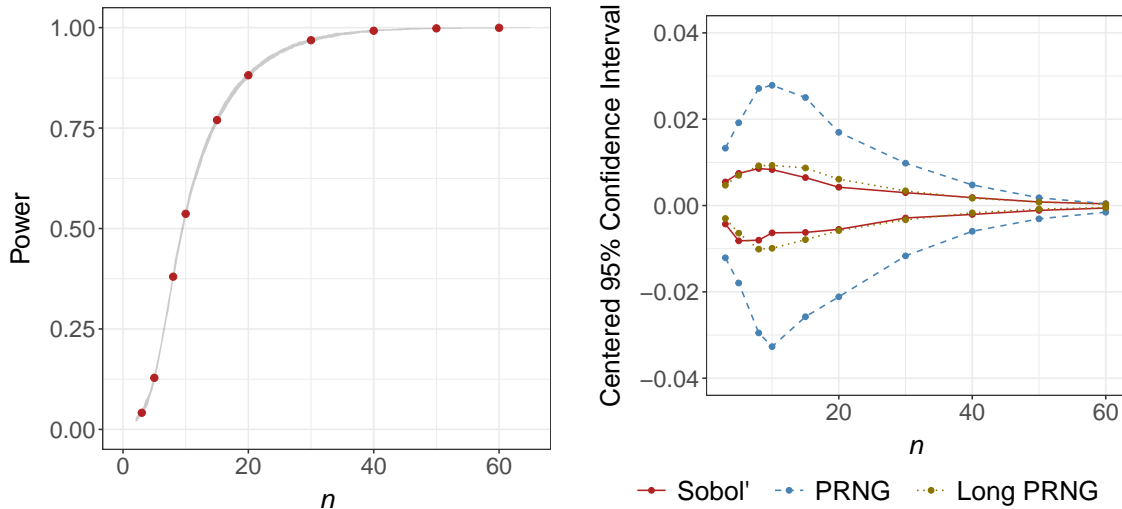 Power
1.00
0.75
0.50
0.25
0.00
0
20
40
60
n
Centered 95% Confidence Interval
0.04
0.02
0.00
−0.02
−0.04
20
40
60
n
Sobol'
PRNG
Long PRNG